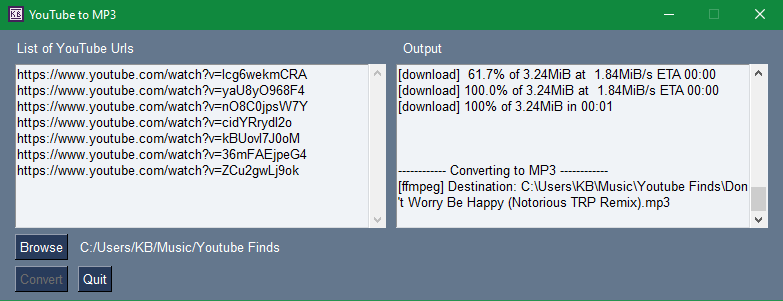 KB YouTube to MP3
List of YouTube Urls
Output
https://www.youtube.com/watch?v=lcg6wekmCRA
https://www.youtube.com/watch?v=yaU8yO968F4
https://www.youtube.com/watch?v=nO8C0jpsW7Y
https://www.youtube.com/watch?v=cidYRrydl2o
https://www.youtube.com/watch?v=kBUovl7J0oM
https://www.youtube.com/watch?v=36mFAEjpeG4
https://www.youtube.com/watch?v=ZCu2gwLj9ok
[download]  61.7% of 3.24MiB at  1.84MiB/s ETA 00:00
[download] 100.0% of 3.24MiB at  1.84MiB/s ETA 00:00
[download] 100% of 3.24MiB in 00:01
------------ Converting to MP3 ------------
[ffmpeg] Destination: C:\Users\KB\Music\Youtube Finds\Don
't Worry Be Happy (Notorious TRP Remix).mp3
Browse
C:/Users/KB/Music/Youtube Finds
Convert
Quit